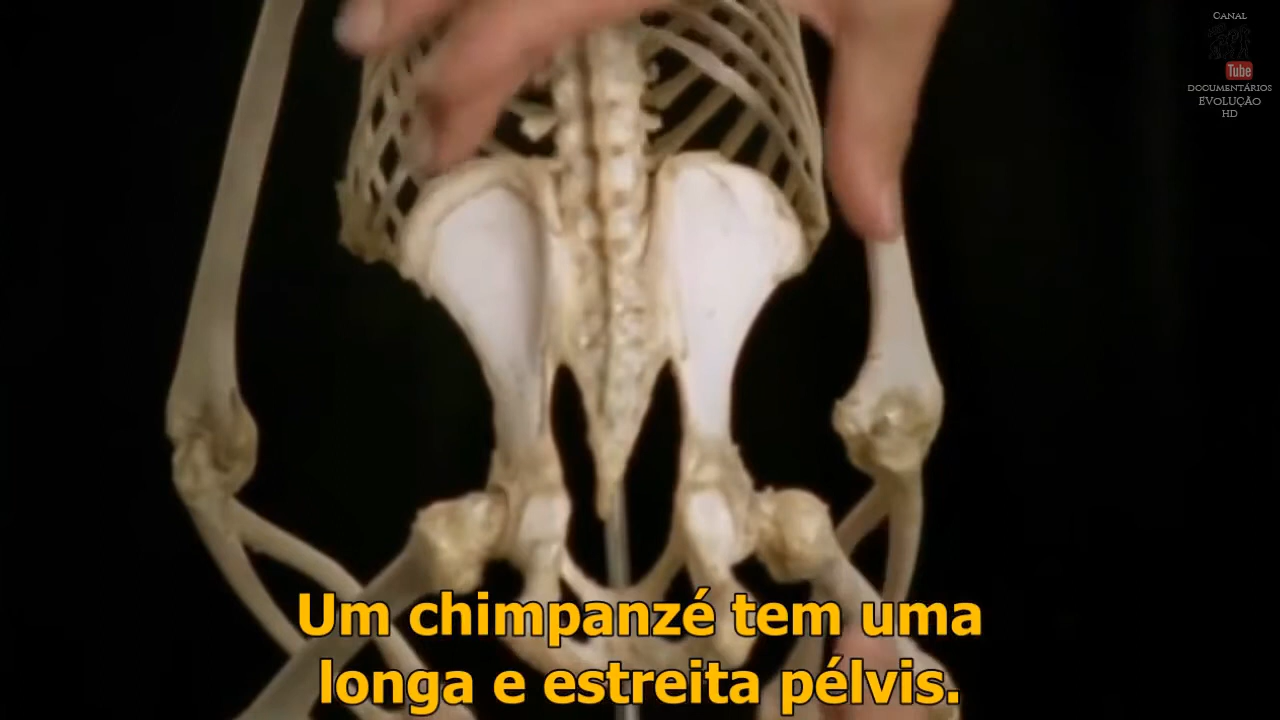 CANAL
Tube
DOCUMENTÁRIOS
EVOLUÇÃO
HD
Um chimpanzé tem uma
longa e estreita pélvis.